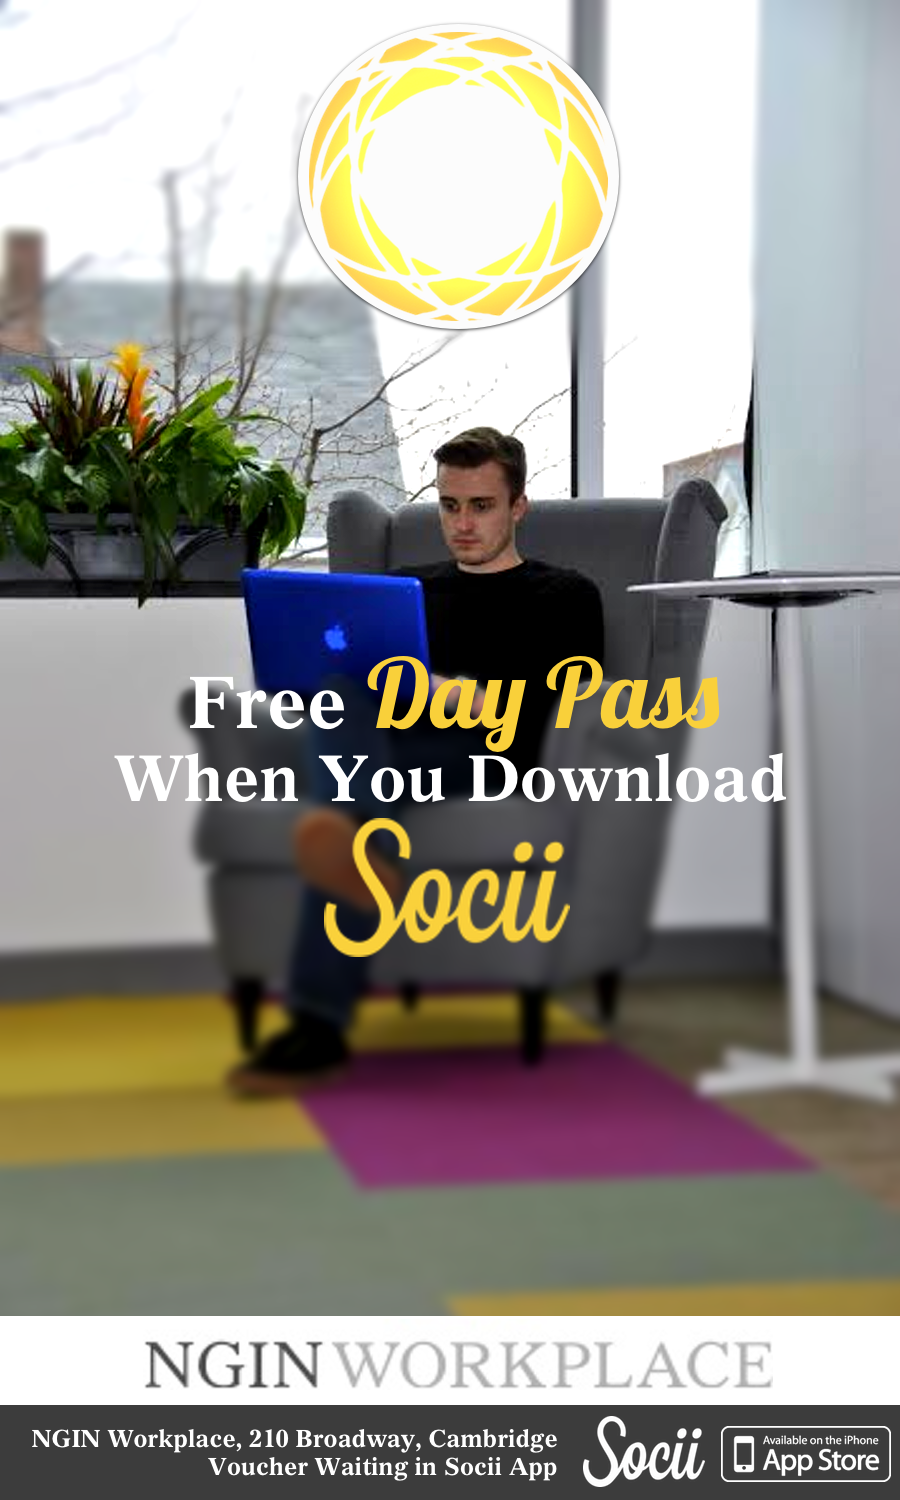 Free Day Pass
When You Download
Socii
NGIN WORKPLACE
NGIN Workplace, 210 Broadway, Cambridge
Voucher Waiting in Socii App
Socii
Available on the iPhone
App Store